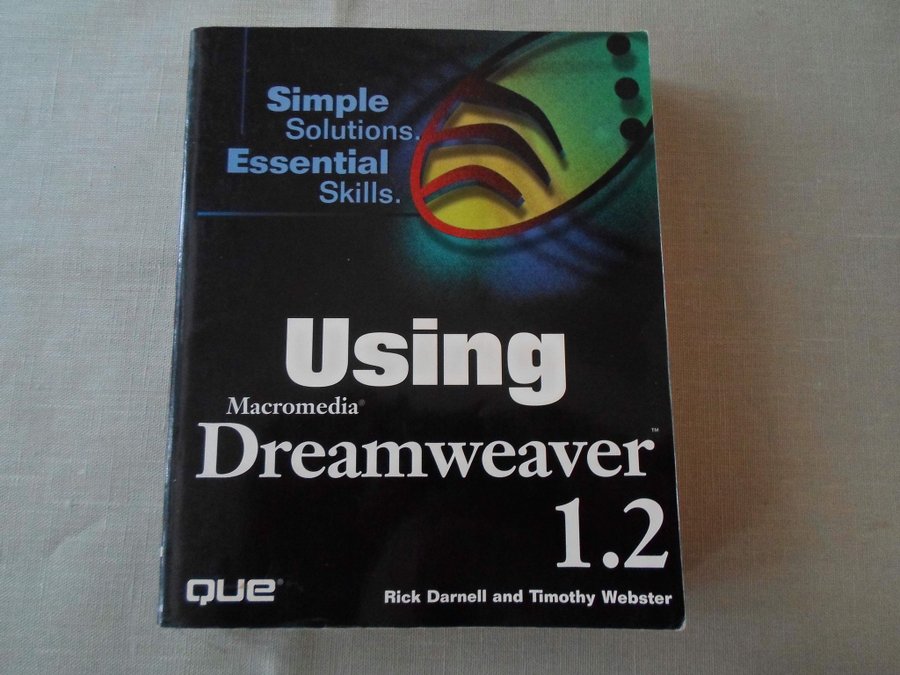 Simple
Solutions.
Essential
Skills.
Using
Macromedia®
Dreamweaver™
1.2
QUE®
Rick Darnell and Timothy Webster